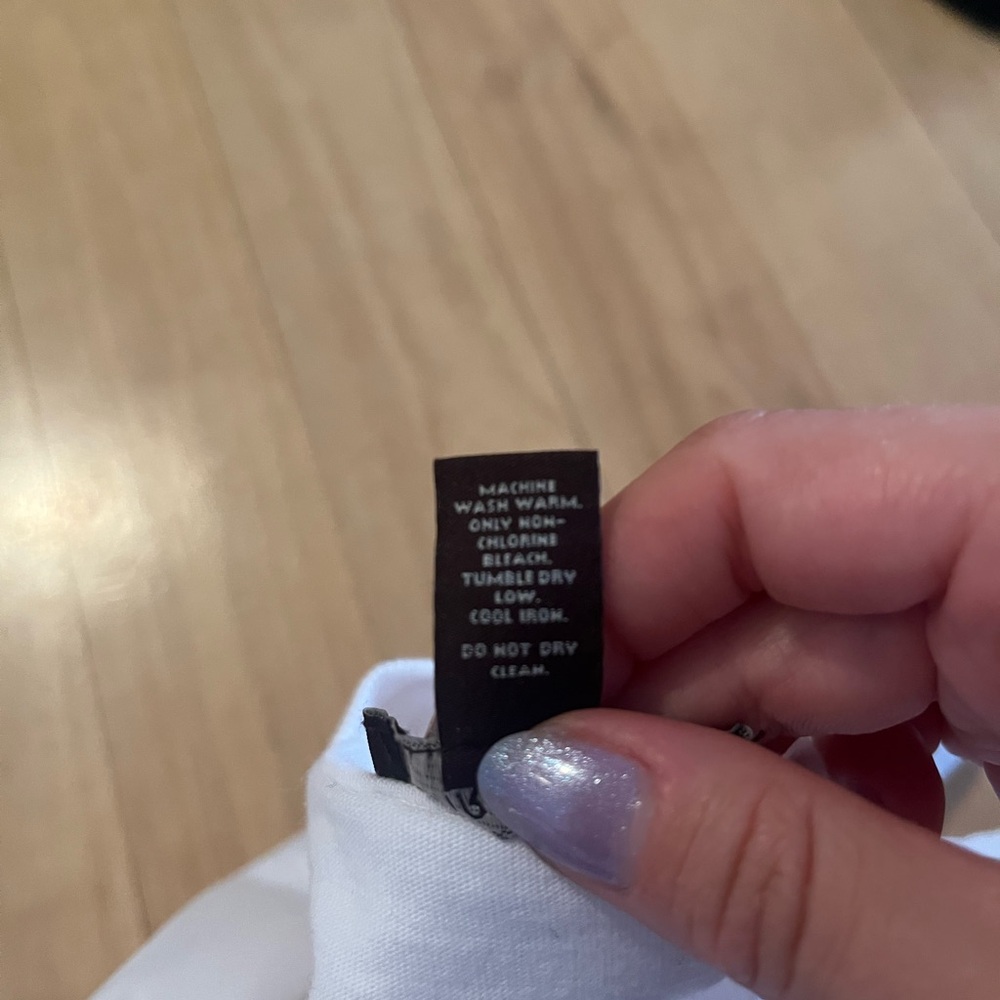 MACHINE
WASH WARM.
ONLY NON-
CHLORINE
BLEACH.
TUMBLE DRY
LOW.
COOL IRON.
DO NOT DRY
CLEAN.